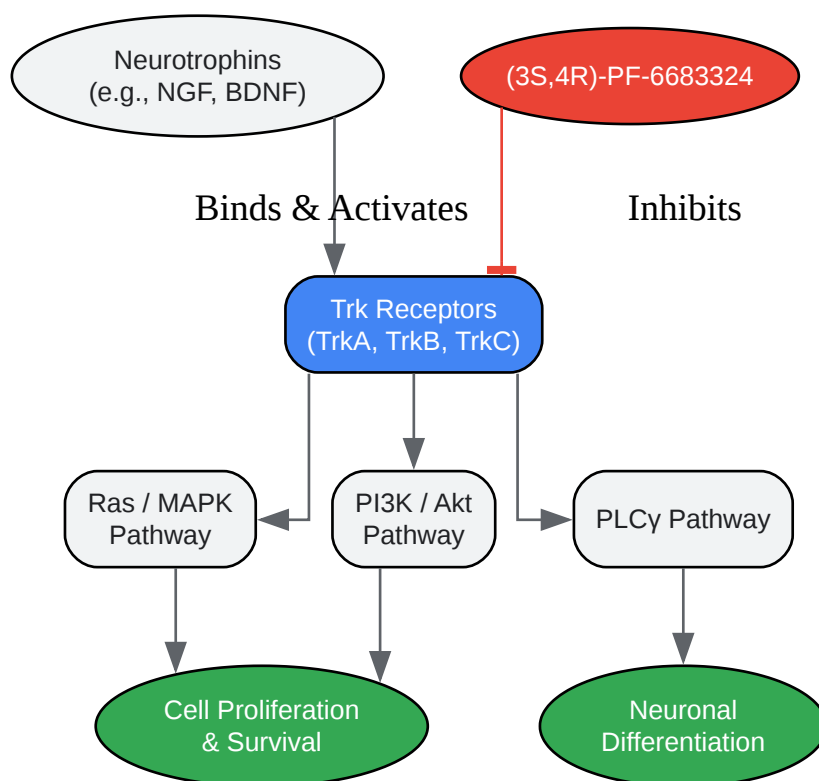 Neurotrophins
(e.g., NGF, BDNF)
(3S,4R)-PF-6683324
Binds & Activates
Inhibits
Trk Receptors
(TrkA, TrkB, TrkC)
Ras / MAPK
Pathway
PI3K / Akt
Pathway
PLCγ Pathway
Cell Proliferation
& Survival
Neuronal
Differentiation